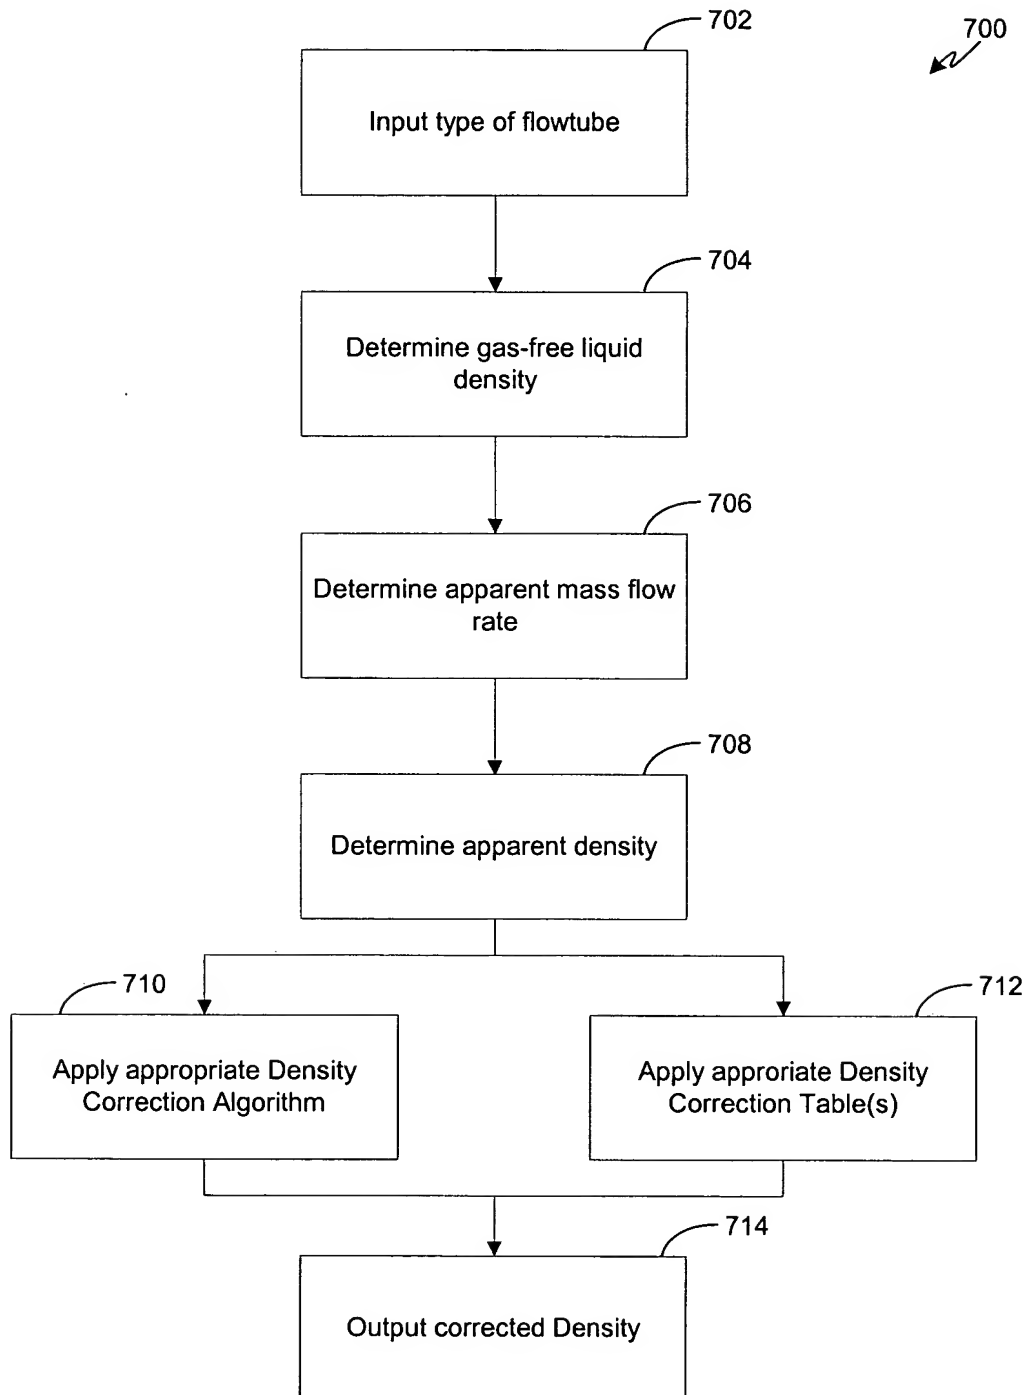 702
700
Input type of flowtube
704
Determine gas-free liquid
density
706
Determine apparent mass flow
rate
708
Determine apparent density
710
712
Apply appropriate Density
Correction Algorithm
Apply approriate Density
Correction Table(s)
714
Output corrected Density